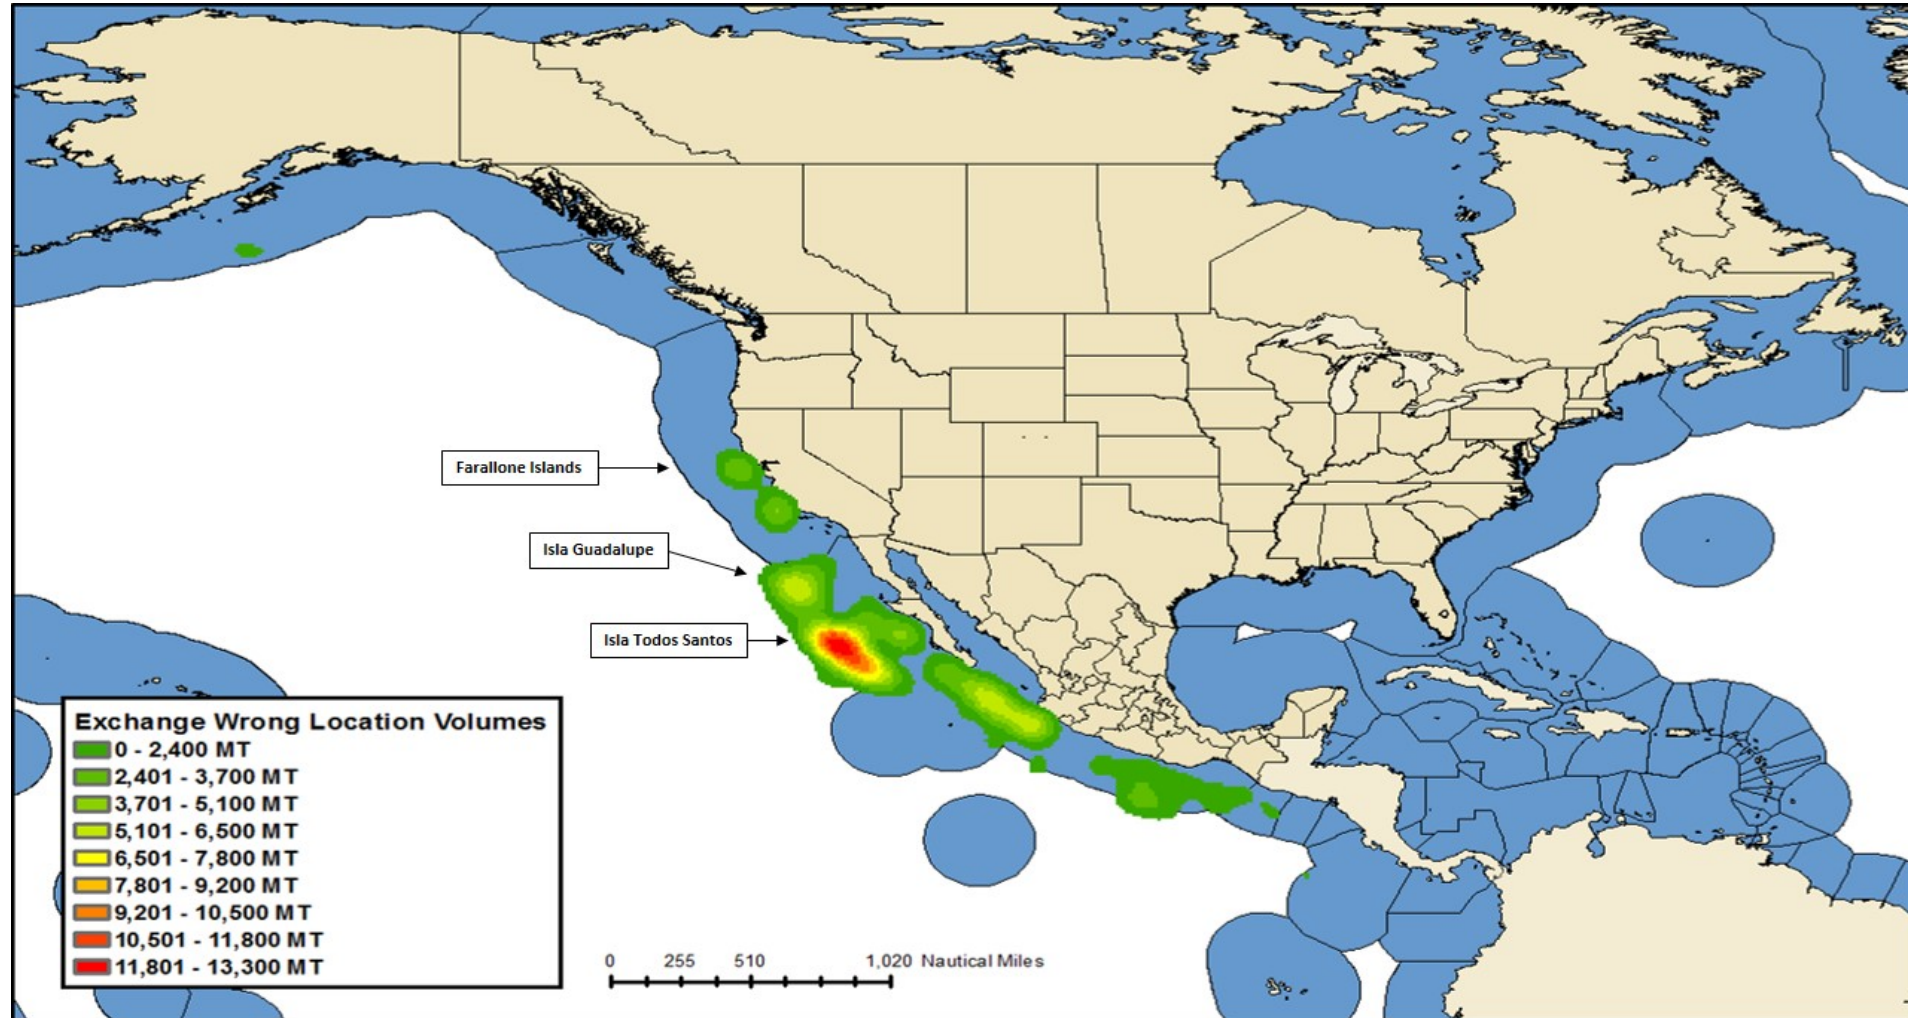 Farallone Islands
Isla Guadalupe
Isla Todos Santos
Exchange Wrong Location Volumes
0 - 2,400 MT
2,401 - 3,700 MT
3,701 - 5,100 MT
5,101 - 6,500 MT
6,501 - 7,800 MT
7,801 - 9,200 MT
9,201 - 10,500 MT
10,501 - 11,800 MT
11,801 - 13,300 MT
0 255 510 1,020 Nautical Miles